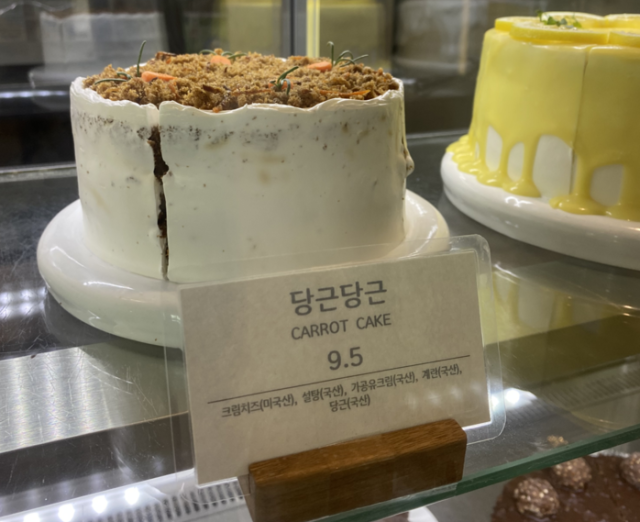 당근당근
CARROT CAKE
9.5
크림치즈(미국산), 설탕(국산), 가공유크림(국산), 계란(국산),
당근(국산)